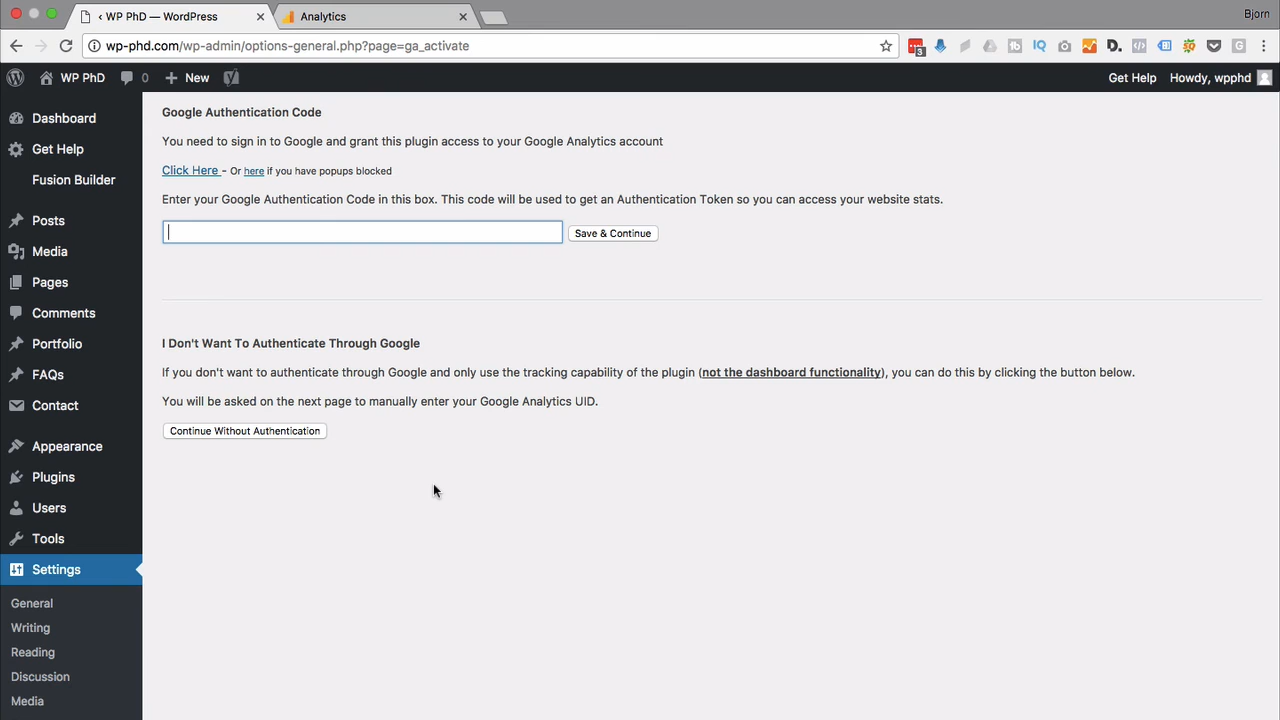 ‹ WP PhD — WordPress
Analytics
Bjorn
wp-phd.com/wp-admin/options-general.php?page=ga_activate
WP PhD 0 New Get Help Howdy, wpphd
Dashboard
Get Help
Fusion Builder
Posts
Media
Pages
Comments
Portfolio
FAQs
Contact
Appearance
Plugins
Users
Tools
Settings
General
Writing
Reading
Discussion
Media
Google Authentication Code
You need to sign in to Google and grant this plugin access to your Google Analytics account
Click Here - Or here if you have popups blocked
Enter your Google Authentication Code in this box. This code will be used to get an Authentication Token so you can access your website stats.
Save & Continue
I Don't Want To Authenticate Through Google
If you don't want to authenticate through Google and only use the tracking capability of the plugin (not the dashboard functionality), you can do this by clicking the button below.
You will be asked on the next page to manually enter your Google Analytics UID.
Continue Without Authentication